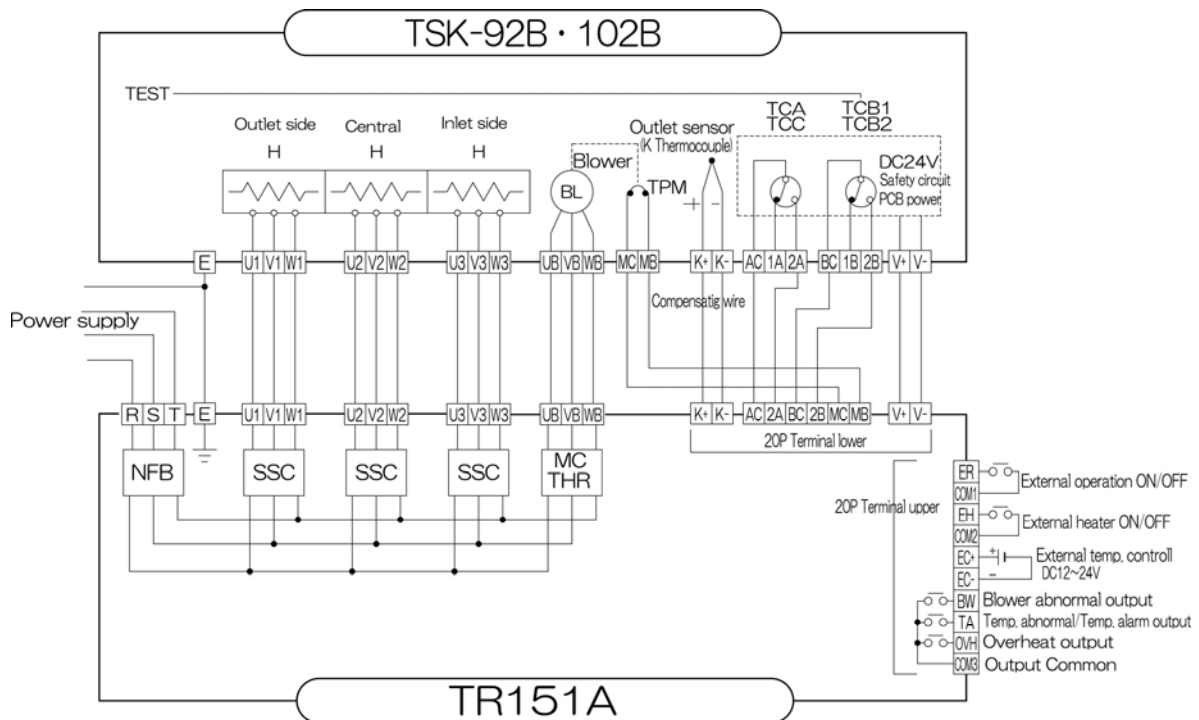 TSK-92B・102B
TEST
Outlet side
H
Central
H
Inlet side
H
Blower
BL
TPM
Outlet sensor
(K Thermocouple)
+ -
TCA
TCC
TCB1
TCB2
DC24V
Safety circuit
PCB power
E U1 V1 W1 U2 V2 W2 U3 V3 W3 UB VB WB MC MB K+ K- AC 1A 2A BC 1B 2B V+ V-
Compensatig wire
Power supply
R S T E U1 V1 W1 U2 V2 W2 U3 V3 W3 UB VB WB K+ K- AC 2A BC 2B MC MB V+ V-
20P Terminal lower
NFB
SSC
SSC
SSC
MC
THR
20P Terminal upper
ER
COM1
External operation ON/OFF
EH
COM2
External heater ON/OFF
EC+
EC-
+
-
External temp. controll
DC12~24V
BW Blower abnormal output
TA Temp. abnormal/Temp. alarm output
OVH Overheat output
COM3 Output Common
TR151A